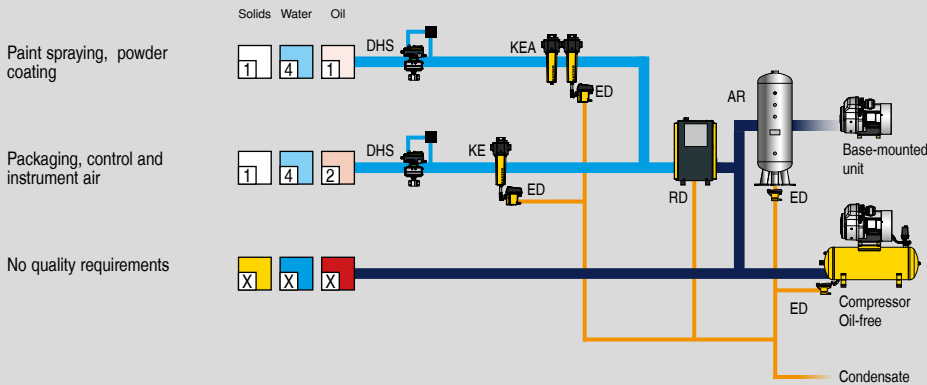 Solids Water Oil
Paint spraying, powder
coating
1 4 1
DHS
KEA
ED
AR
Base-mounted
unit
Packaging, control and
instrument air
1 4 2
DHS
KE
ED
RD
ED
No quality requirements
X X X
ED
Compressor
Oil-free
Condensate